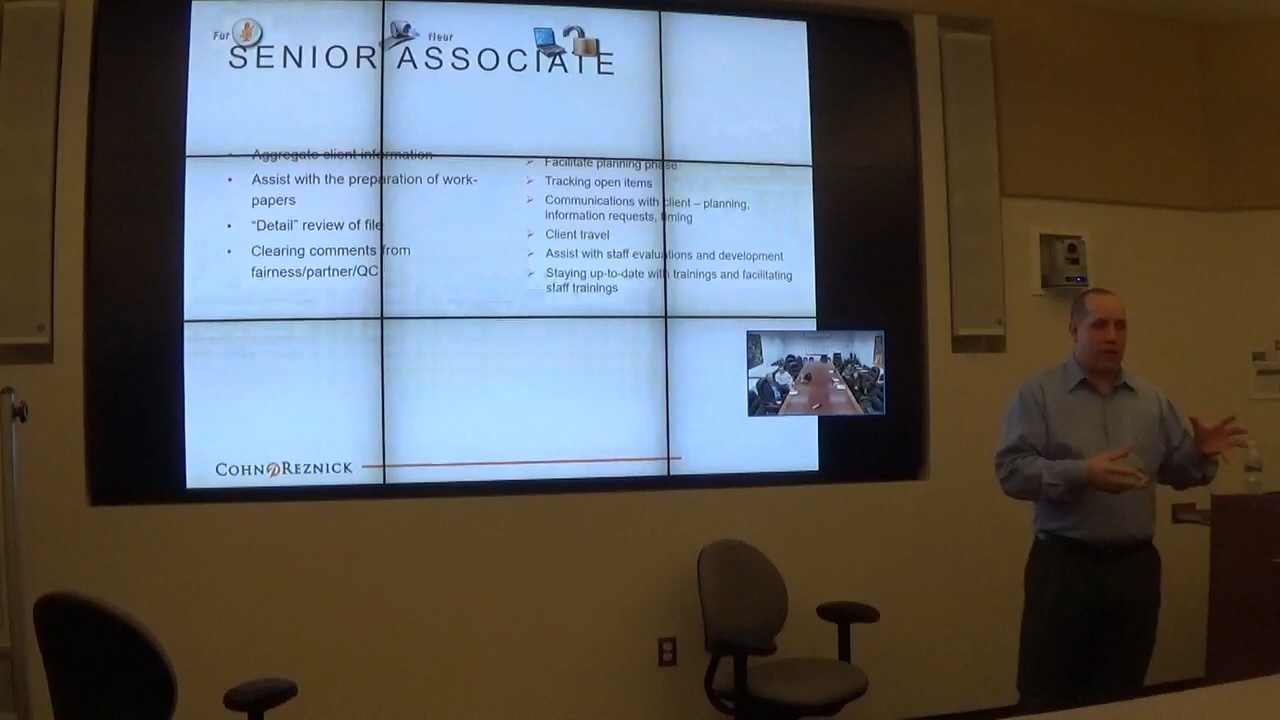 Far Near
SENIOR ASSOCIATE
• Aggregate client information
• Assist with the preparation of work-
papers
• “Detail” review of file
• Clearing comments from
fairness/partner/QC
➢ Facilitate planning phase
➢ Tracking open items
➢ Communications with client – planning,
information requests, timing
➢ Client travel
➢ Assist with staff evaluations and development
➢ Staying up-to-date with trainings and facilitating
staff trainings
COHNREZNICK